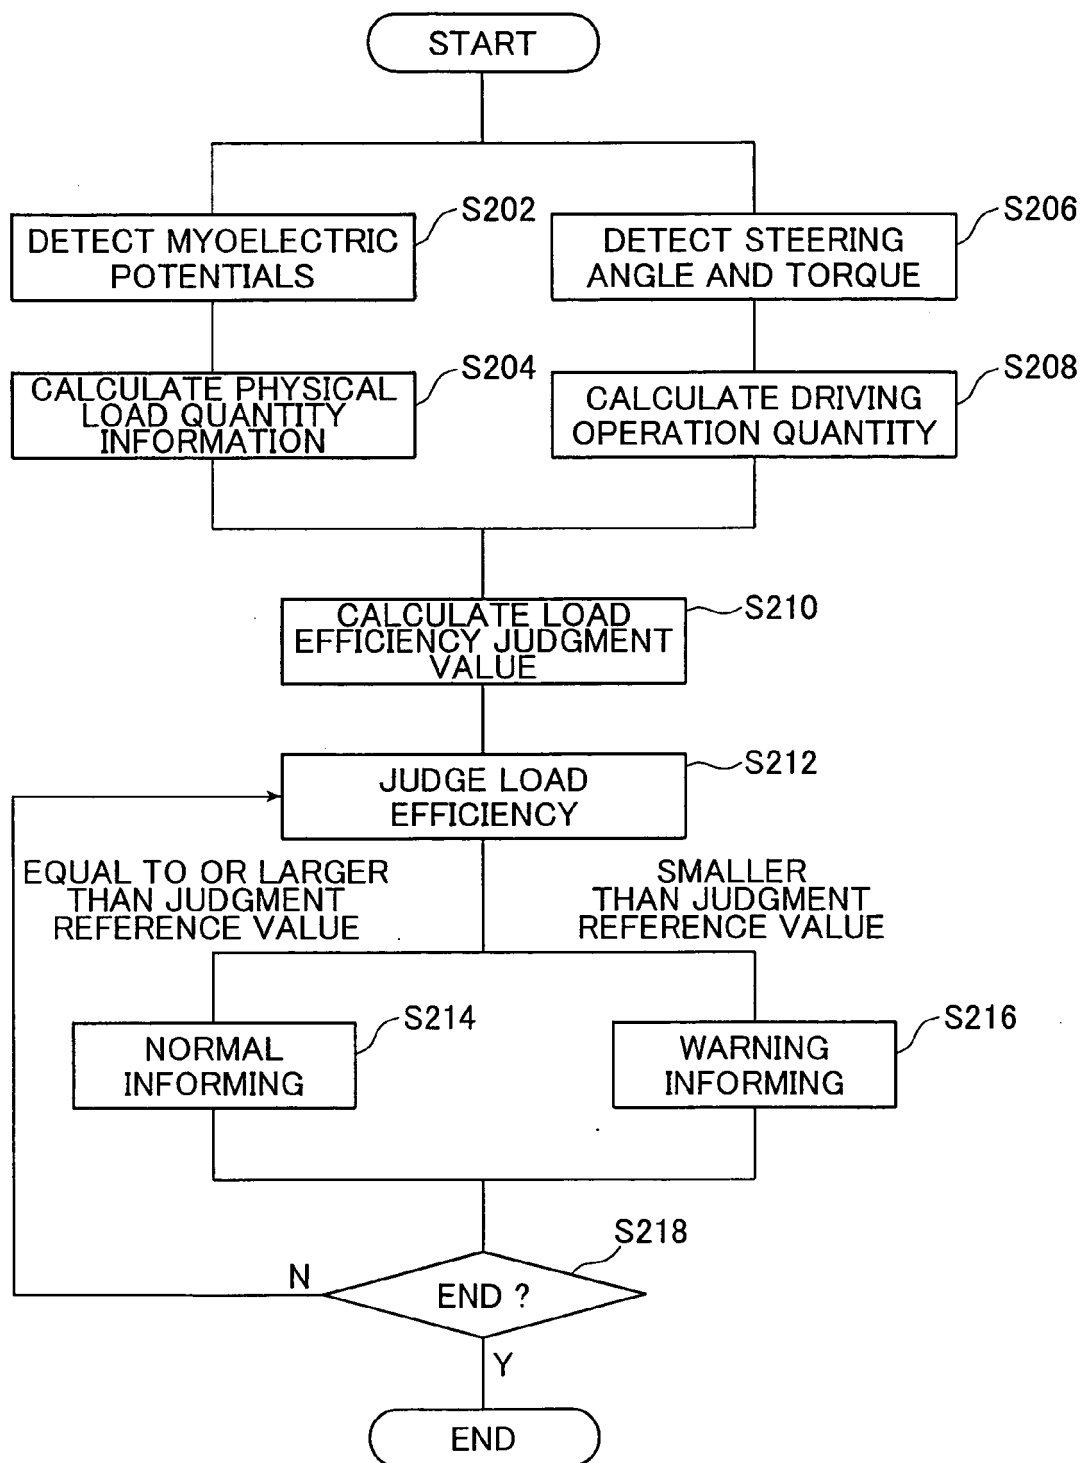 START
S202
DETECT MYOELECTRIC
POTENTIALS
S206
DETECT STEERING
ANGLE AND TORQUE
S204
CALCULATE PHYSICAL
LOAD QUANTITY
INFORMATION
S208
CALCULATE DRIVING
OPERATION QUANTITY
S210
CALCULATE LOAD
EFFICIENCY JUDGMENT
VALUE
S212
JUDGE LOAD
EFFICIENCY
EQUAL TO OR LARGER
THAN JUDGMENT
REFERENCE VALUE
SMALLER
THAN JUDGMENT
REFERENCE VALUE
S214
NORMAL
INFORMING
S216
WARNING
INFORMING
S218
END ?
N
Y
END